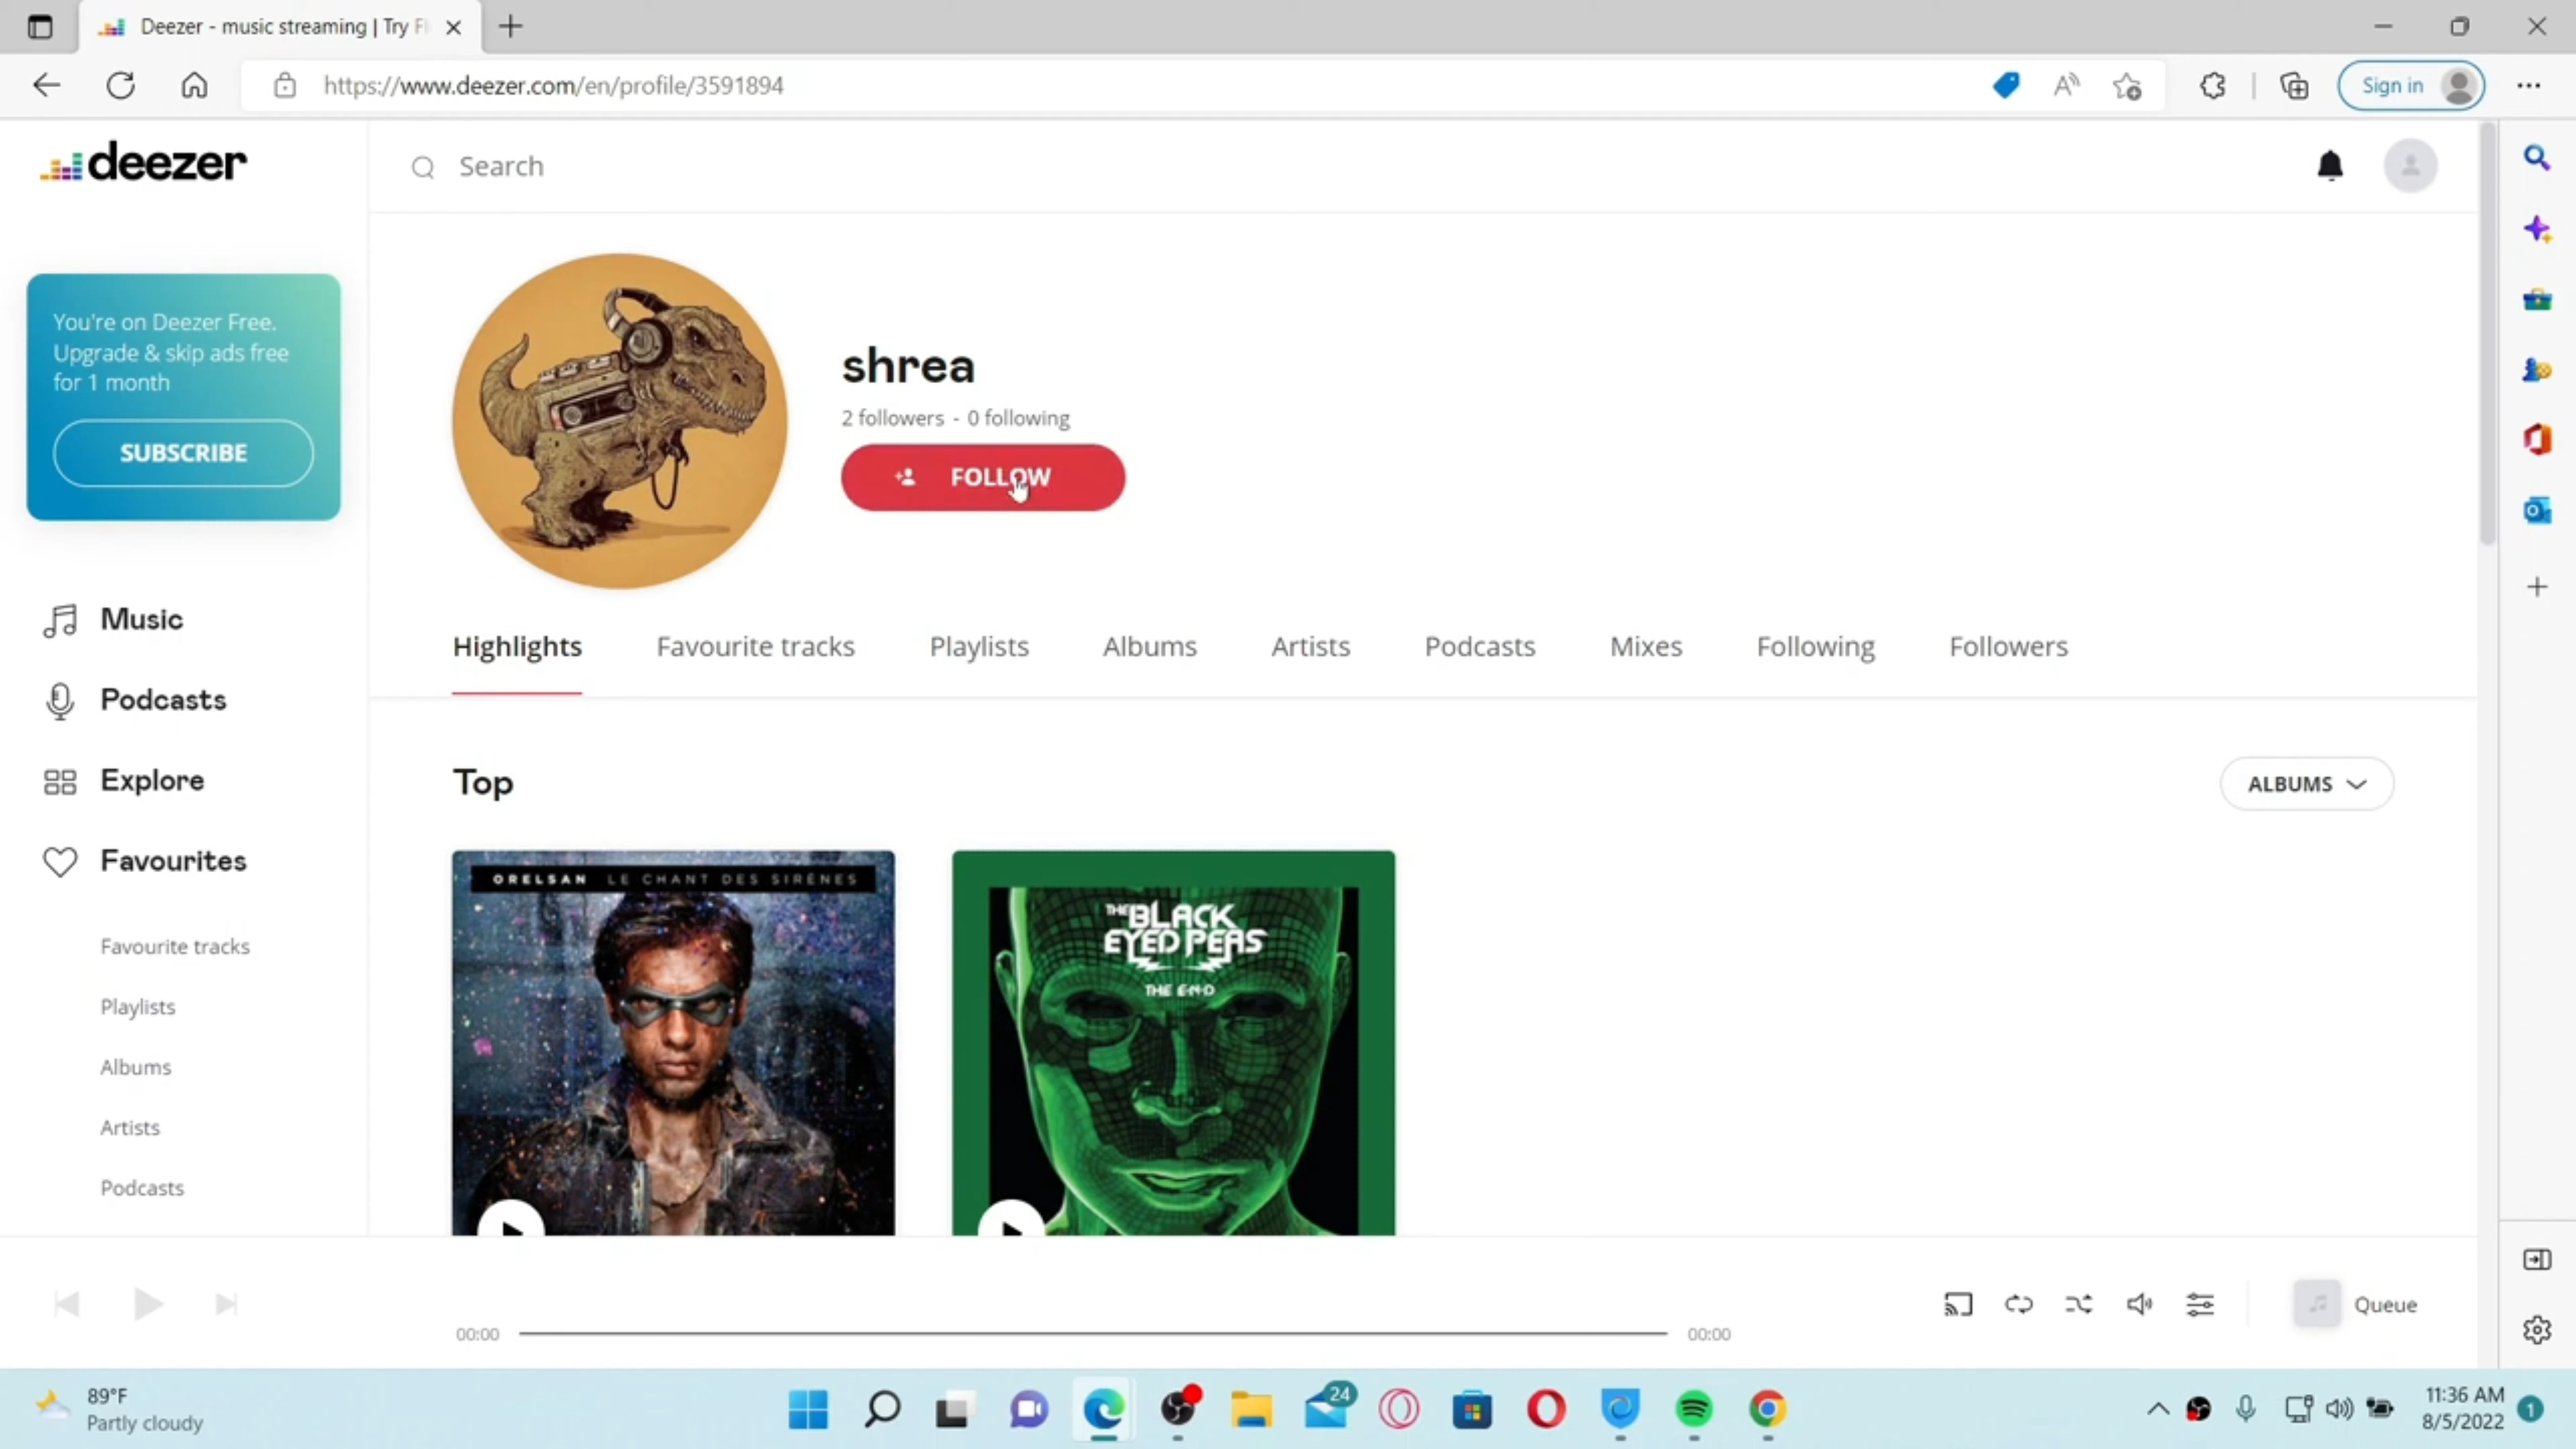 Deezer - music streaming | Try Fl
https://www.deezer.com/en/profile/3591894
Sign in
deezer
Search
You're on Deezer Free.
Upgrade & skip ads free
for 1 month
SUBSCRIBE
shrea
2 followers - 0 following
FOLLOW
Music
Podcasts
Explore
Favourites
Favourite tracks
Playlists
Albums
Artists
Podcasts
Highlights
Favourite tracks
Playlists
Albums
Artists
Podcasts
Mixes
Following
Followers
Top
ALBUMS
ORELSAN LE CHANT DES SIRÈNES
THE BLACK
EYED PEAS
THE E·N·D
00:00
00:00
Queue
89°F
Partly cloudy
24
11:36 AM
8/5/2022
1